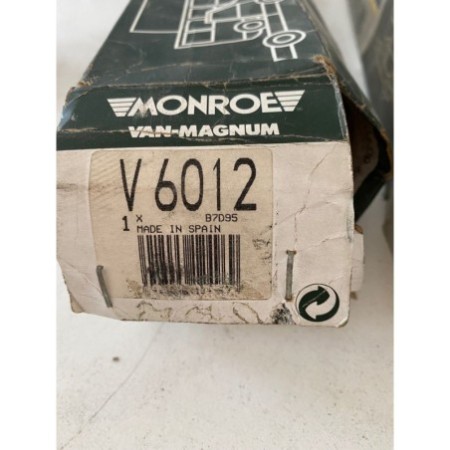 MONROE
VAN-MAGNUM
V 6012
1 X B7D95
MADE IN SPAIN